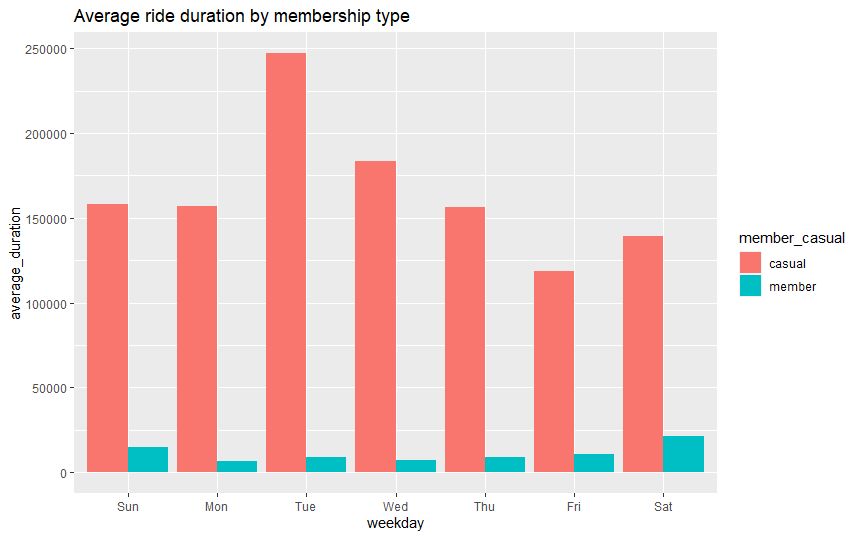 Average ride duration by membership type
250000
200000
150000
100000
50000
0
average_duration
Sun Mon Tue Wed Thu Fri Sat
weekday
member_casual
casual
member